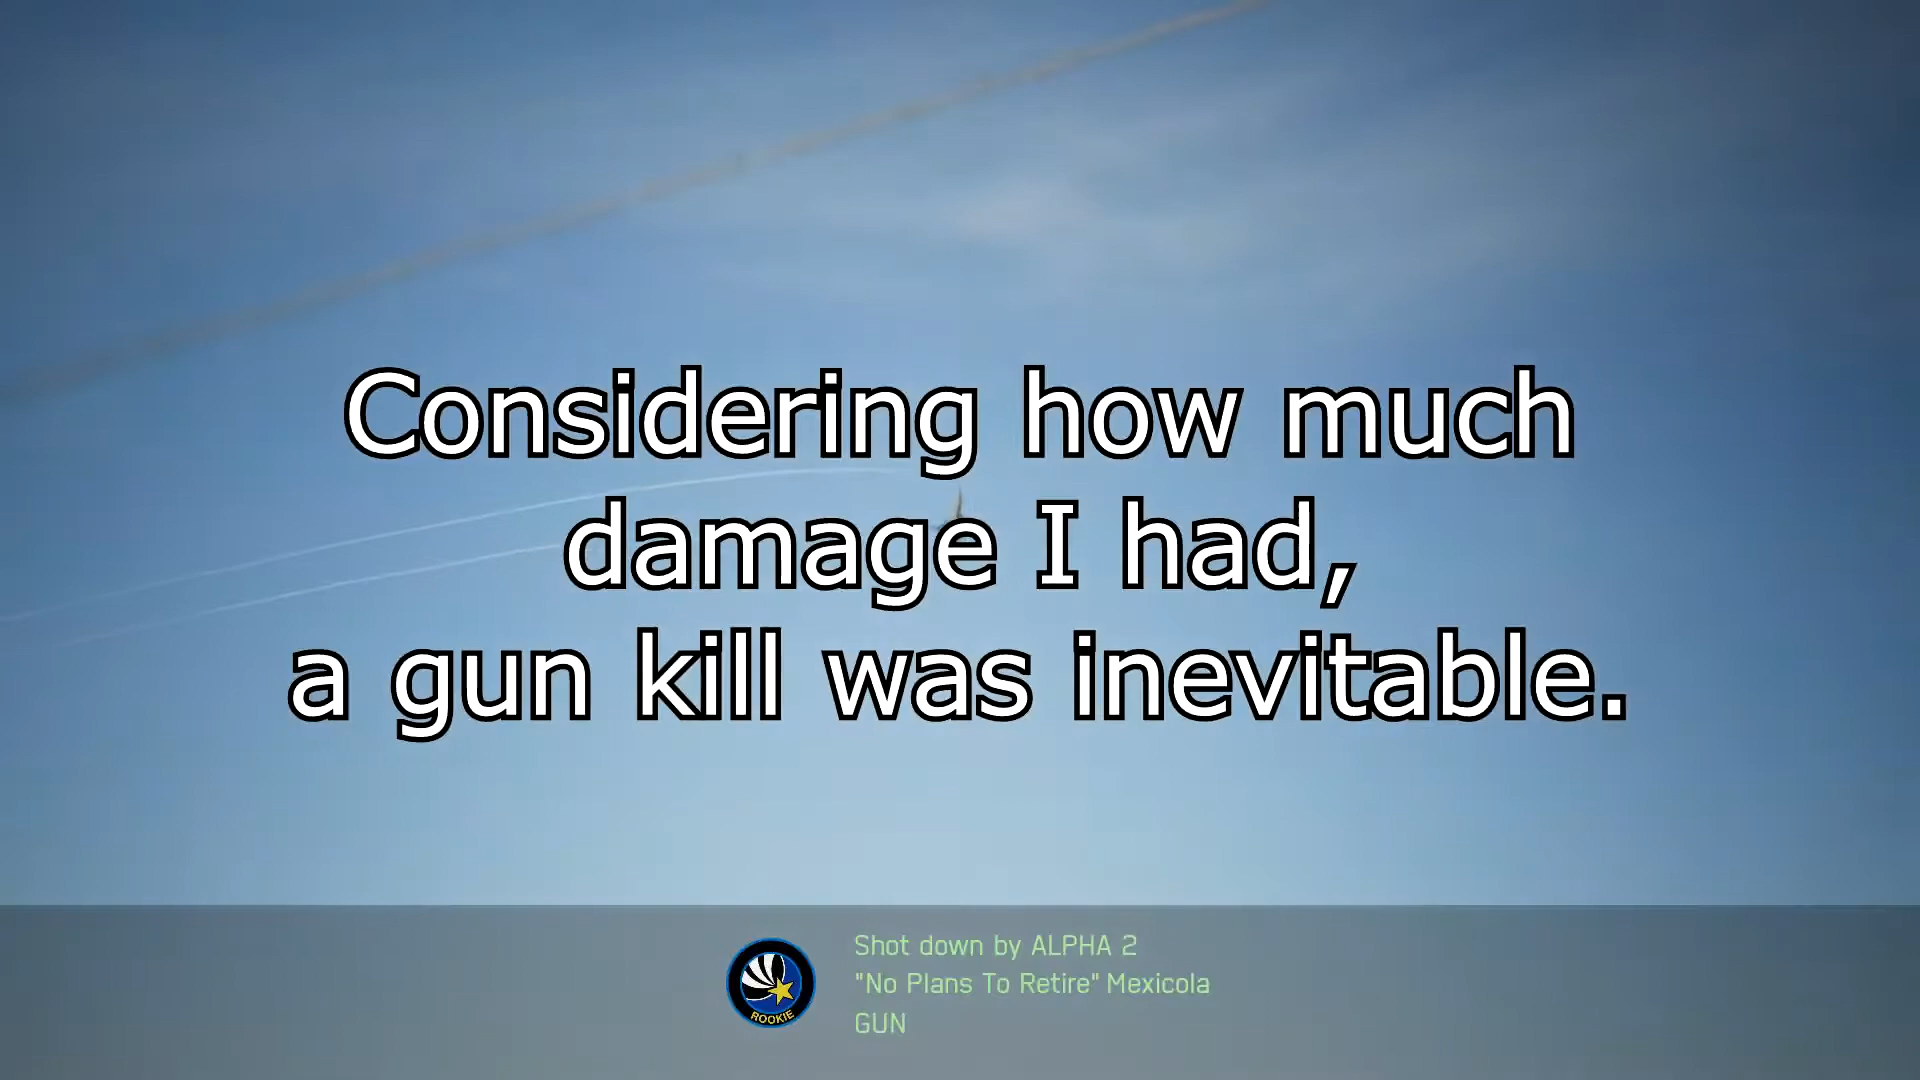 Considering how much
damage I had,
a gun kill was inevitable.
Shot down by ALPHA 2
"No Plans To Retire" Mexicola
GUN
ROOKIE